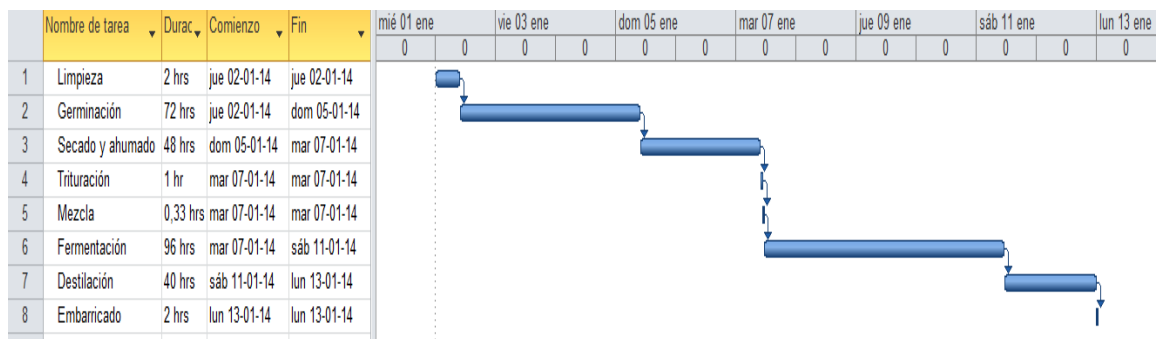 Nombre de tarea Durac Comienzo Fin mié 01 ene vie 03 ene dom 05 ene mar 07 ene jue 09 ene sáb 11 ene lun 13 ene
0 0 0 0 0 0 0 0 0 0 0 0 0
1 Limpieza 2 hrs jue 02-01-14 jue 02-01-14
2 Germinación 72 hrs jue 02-01-14 dom 05-01-14
3 Secado y ahumado 48 hrs dom 05-01-14 mar 07-01-14
4 Trituración 1 hr mar 07-01-14 mar 07-01-14
5 Mezcla 0,33 hrs mar 07-01-14 mar 07-01-14
6 Fermentación 96 hrs mar 07-01-14 sáb 11-01-14
7 Destilación 40 hrs sáb 11-01-14 lun 13-01-14
8 Embarricado 2 hrs lun 13-01-14 lun 13-01-14